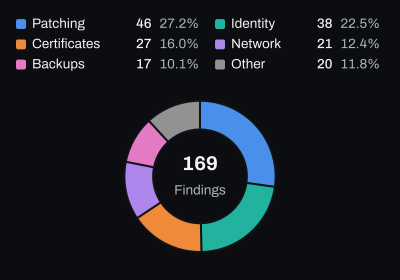 Patching 46 27.2% Identity 38 22.5%
Certificates 27 16.0% Network 21 12.4%
Backups 17 10.1% Other 20 11.8%
169
Findings